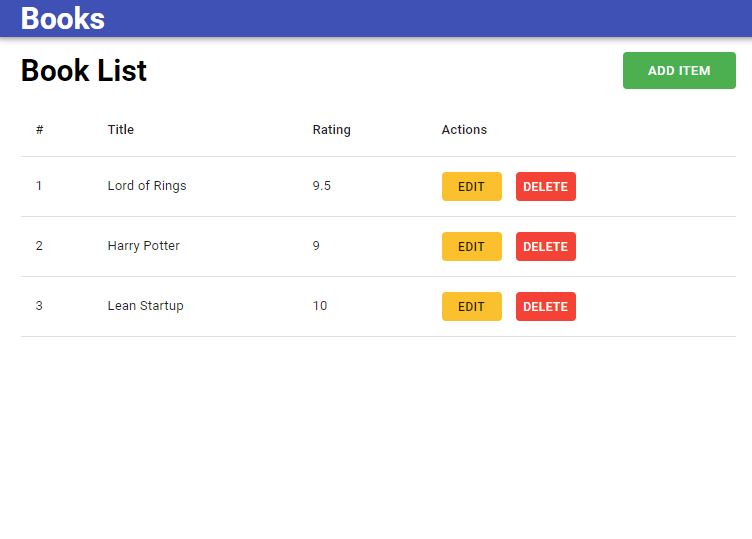 Books
Book List ADD ITEM
# Title Rating Actions
1 Lord of Rings 9.5 EDIT DELETE
2 Harry Potter 9 EDIT DELETE
3 Lean Startup 10 EDIT DELETE